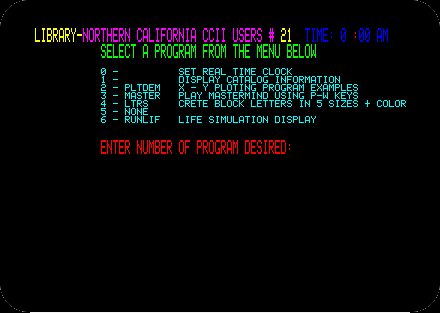 LIBRARY-NORTHERN CALIFORNIA CCII USERS # 21 TIME: 0 :00 AM
SELECT A PROGRAM FROM THE MENU BELOW
0 - SET REAL TIME CLOCK
1 - DISPLAY CATALOG INFORMATION
2 - PLTDEM X - Y PLOTING PROGRAM EXAMPLES
3 - MASTER PLAY MASTERMIND USING P-W KEYS
4 - LTRS CRETE BLOCK LETTERS IN 5 SIZES + COLOR
5 - NONE
6 - RUNLIF LIFE SIMULATION DISPLAY
ENTER NUMBER OF PROGRAM DESIRED: